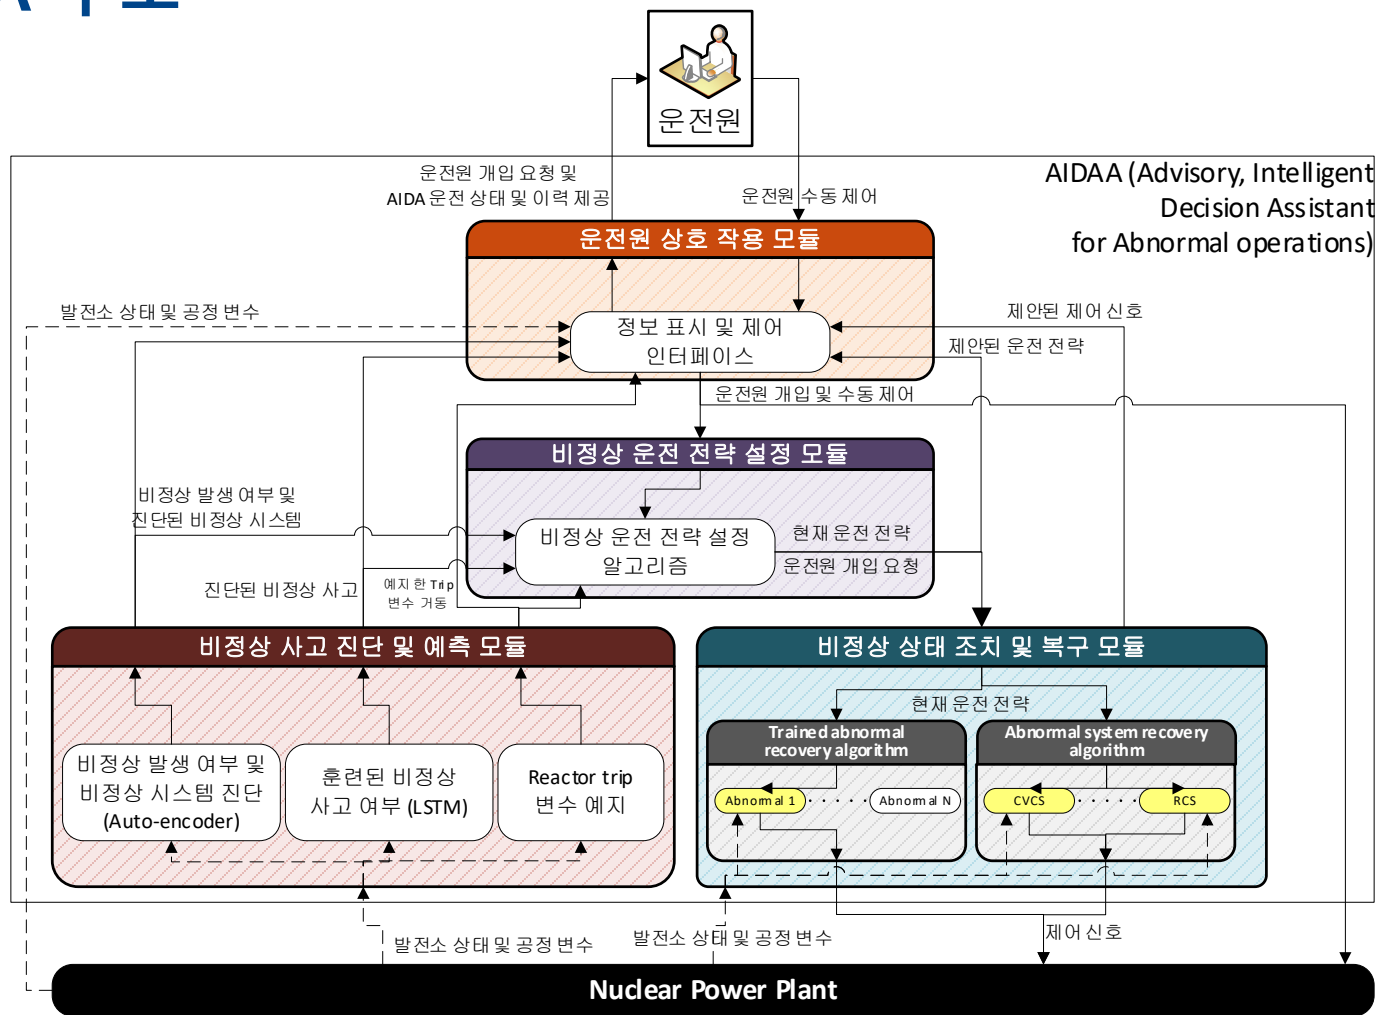 운전원
운전원 개입 요청 및
AIDA 운전 상태 및 이력 제공
운전원 수동 제어
AIDAA (Advisory, Intelligent
Decision Assistant
for Abnormal operations)
운전원 상호 작용 모듈
발전소 상태 및 공정 변수
정보 표시 및 제어
인터페이스
제안된 제어 신호
제안된 운전 전략
운전원 개입 및 수동 제어
비정상 운전 전략 설정 모듈
비정상 발생 여부 및
진단된 비정상 시스템
비정상 운전 전략 설정
알고리즘
현재 운전 전략
운전원 개입 요청
진단된 비정상 사고
예지 한 Trip
변수 거동
비정상 사고 진단 및 예측 모듈
비정상 상태 조치 및 복구 모듈
현재 운전 전략
비정상 발생 여부 및
비정상 시스템 진단
(Auto-encoder)
훈련된 비정상
사고 여부 (LSTM)
Reactor trip
변수 예지
Trained abnormal
recovery algorithm
Abnormal 1 · · · · · Abnormal N
Abnormal system recovery
algorithm
CVCS · · · · · RCS
발전소 상태 및 공정 변수
발전소 상태 및 공정 변수
제어 신호
Nuclear Power Plant